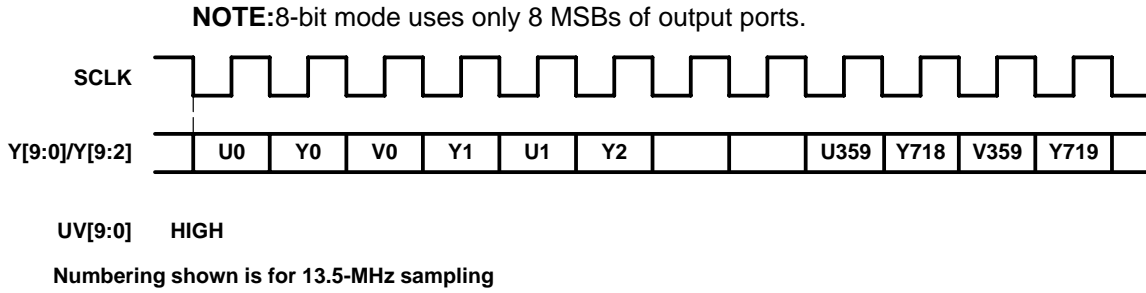 NOTE:8-bit mode uses only 8 MSBs of output ports.
SCLK
Y[9:0]/Y[9:2] U0 Y0 V0 Y1 U1 Y2 U359 Y718 V359 Y719
UV[9:0] HIGH
Numbering shown is for 13.5-MHz sampling